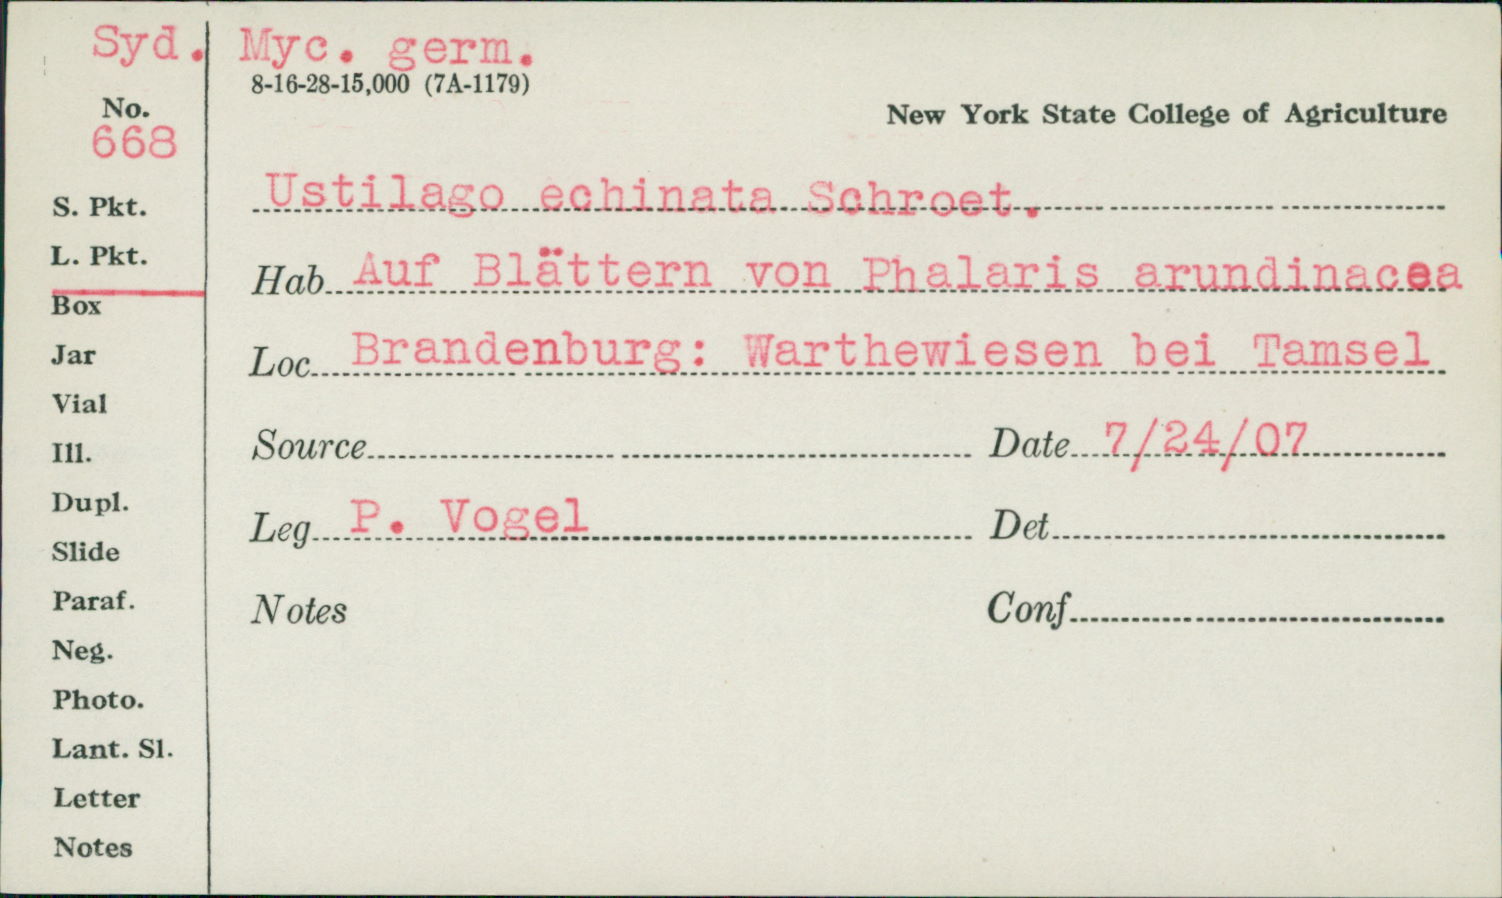 Syd. Myc. germ.
8-16-28-15,000 (7A-1179)
New York State College of Agriculture
No.
668
Ustilago echinata Schroet.
S. Pkt.
L. Pkt.
Hab Auf Blättern von Phalaris arundinacea
Box
Loc Brandenburg: Warthewiesen bei Tamsel
Jar
Vial
Source Date 7/24/07
Ill.
Dupl.
Leg P. Vogel Det
Slide
Paraf.
Notes Conf
Neg.
Photo.
Lant. Sl.
Letter
Notes